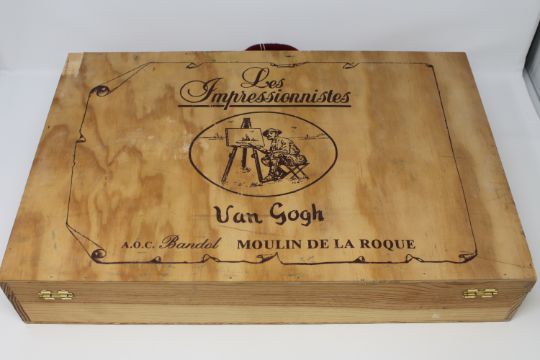 Les
Impressionnistes
Van Gogh
A.O.C. Bandol MOULIN DE LA ROQUE